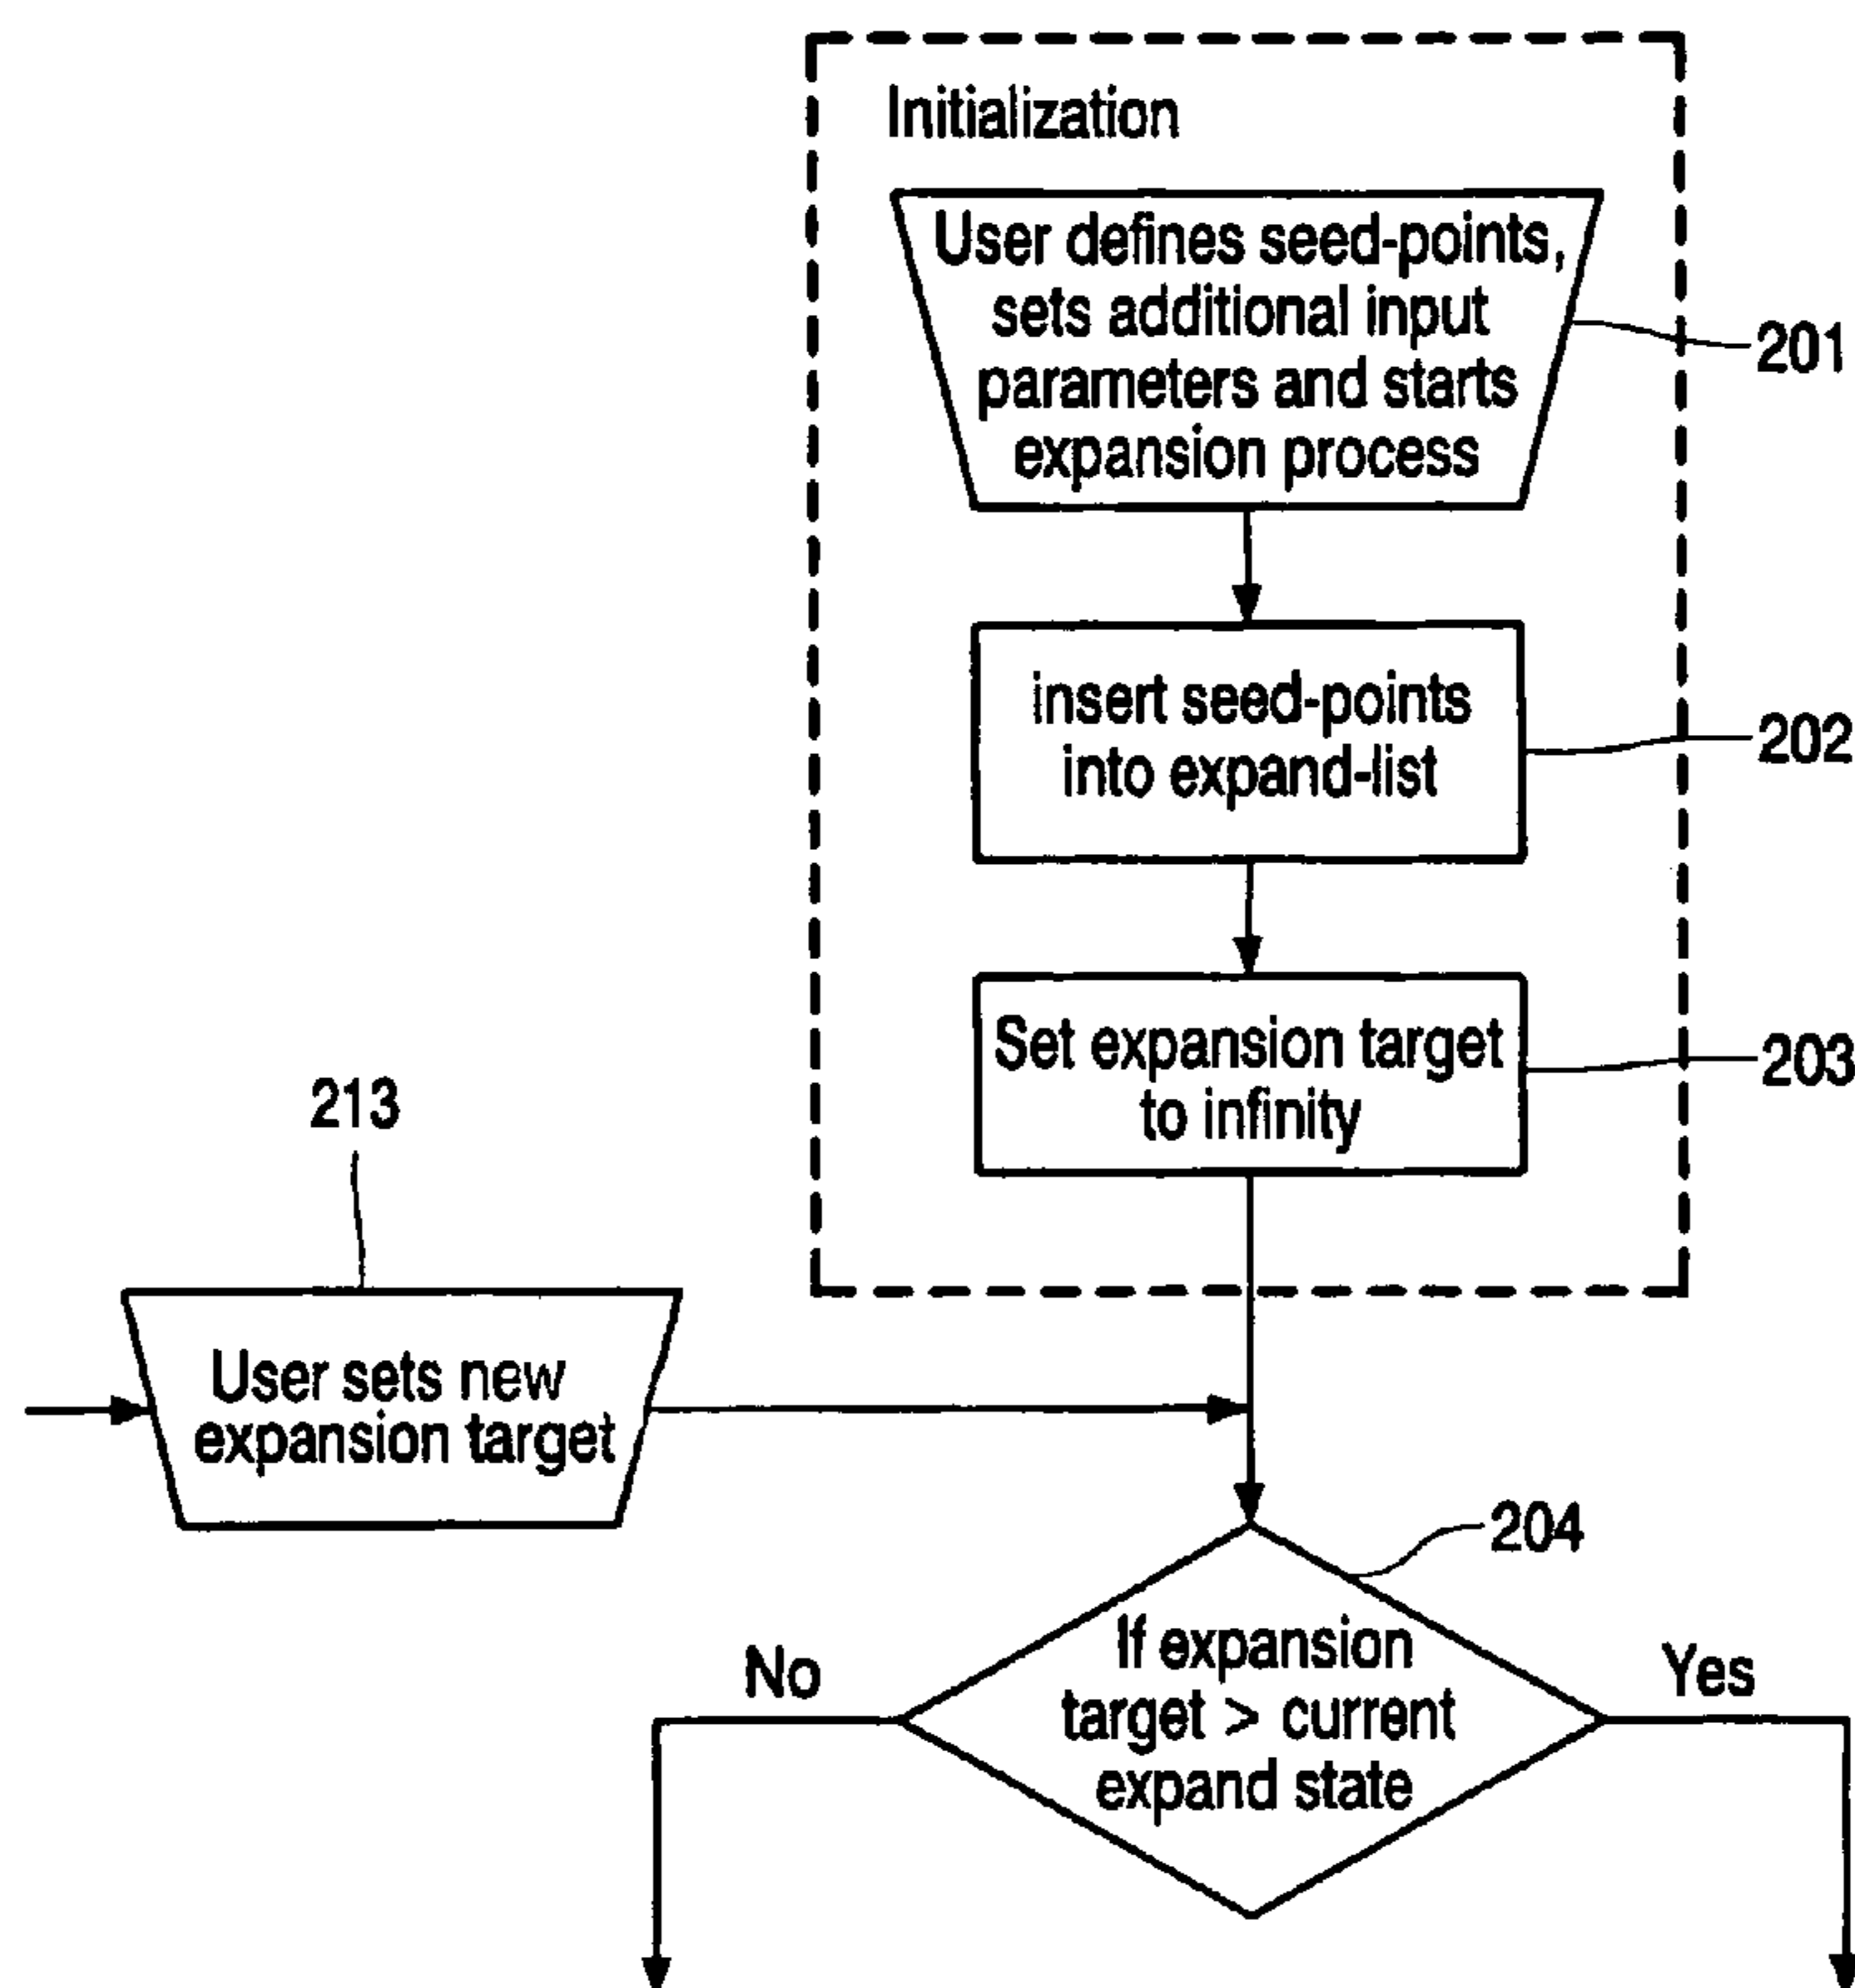 Initialization
User defines seed-points,
sets additional input
parameters and starts
expansion process
201
insert seed-points
into expand-list
202
Set expansion target
to infinity
203
213
User sets new
expansion target
204
If expansion
target > current
expand state
No
Yes